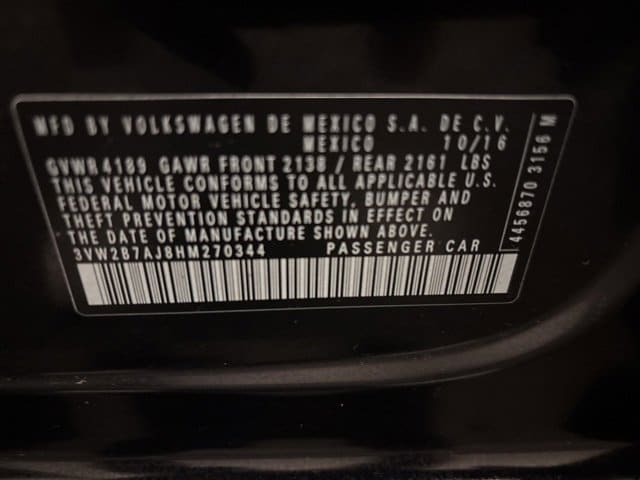 MFD BY VOLKSWAGEN DE MEXICO S.A. DE C.V.
MEXICO 10/16
GVWR 4189 GAWR FRONT 2138 / REAR 2161 LBS
THIS VEHICLE CONFORMS TO ALL APPLICABLE U.S.
FEDERAL MOTOR VEHICLE SAFETY, BUMPER AND
THEFT PREVENTION STANDARDS IN EFFECT ON
THE DATE OF MANUFACTURE SHOWN ABOVE.
3VW2B7AJ8HM270344 PASSENGER CAR
4456870 3156 M